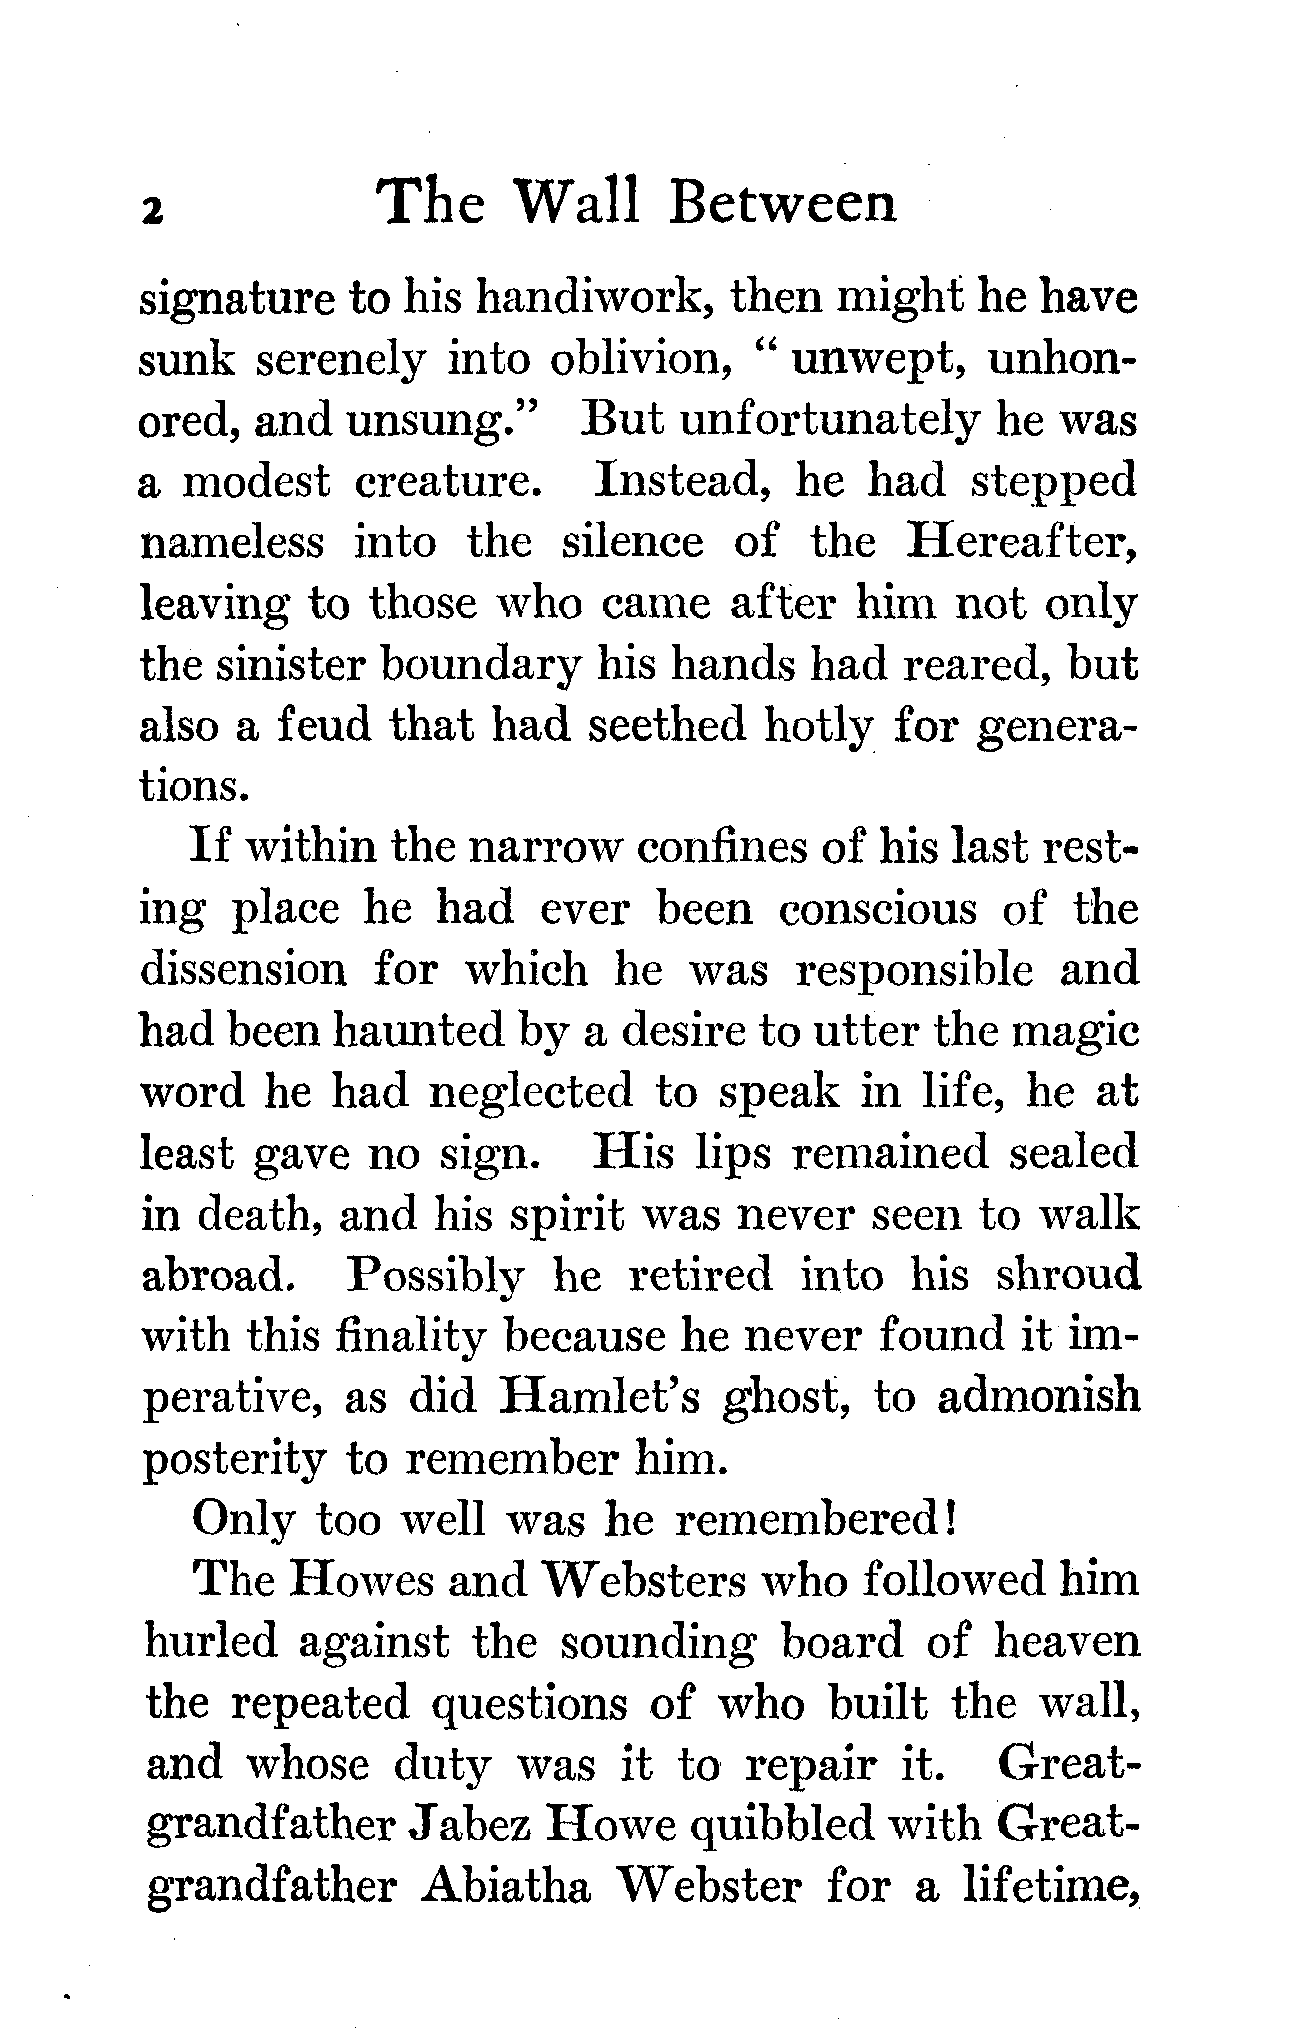 2 The Wall Between
signature to his handiwork, then might he have
sunk serenely into oblivion, “ unwept, unhon-
ored, and unsung.” But unfortunately he was
a modest creature. Instead, he had stepped
nameless into the silence of the Hereafter,
leaving to those who came after him not only
the sinister boundary his hands had reared, but
also a feud that had seethed hotly for genera-
tions.
If within the narrow confines of his last rest-
ing place he had ever been conscious of the
dissension for which he was responsible and
had been haunted by a desire to utter the magic
word he had neglected to speak in life, he at
least gave no sign. His lips remained sealed
in death, and his spirit was never seen to walk
abroad. Possibly he retired into his shroud
with this finality because he never found it im-
perative, as did Hamlet’s ghost, to admonish
posterity to remember him.
Only too well was he remembered!
The Howes and Websters who followed him
hurled against the sounding board of heaven
the repeated questions of who built the wall,
and whose duty was it to repair it. Great-
grandfather Jabez Howe quibbled with Great-
grandfather Abiatha Webster for a lifetime,